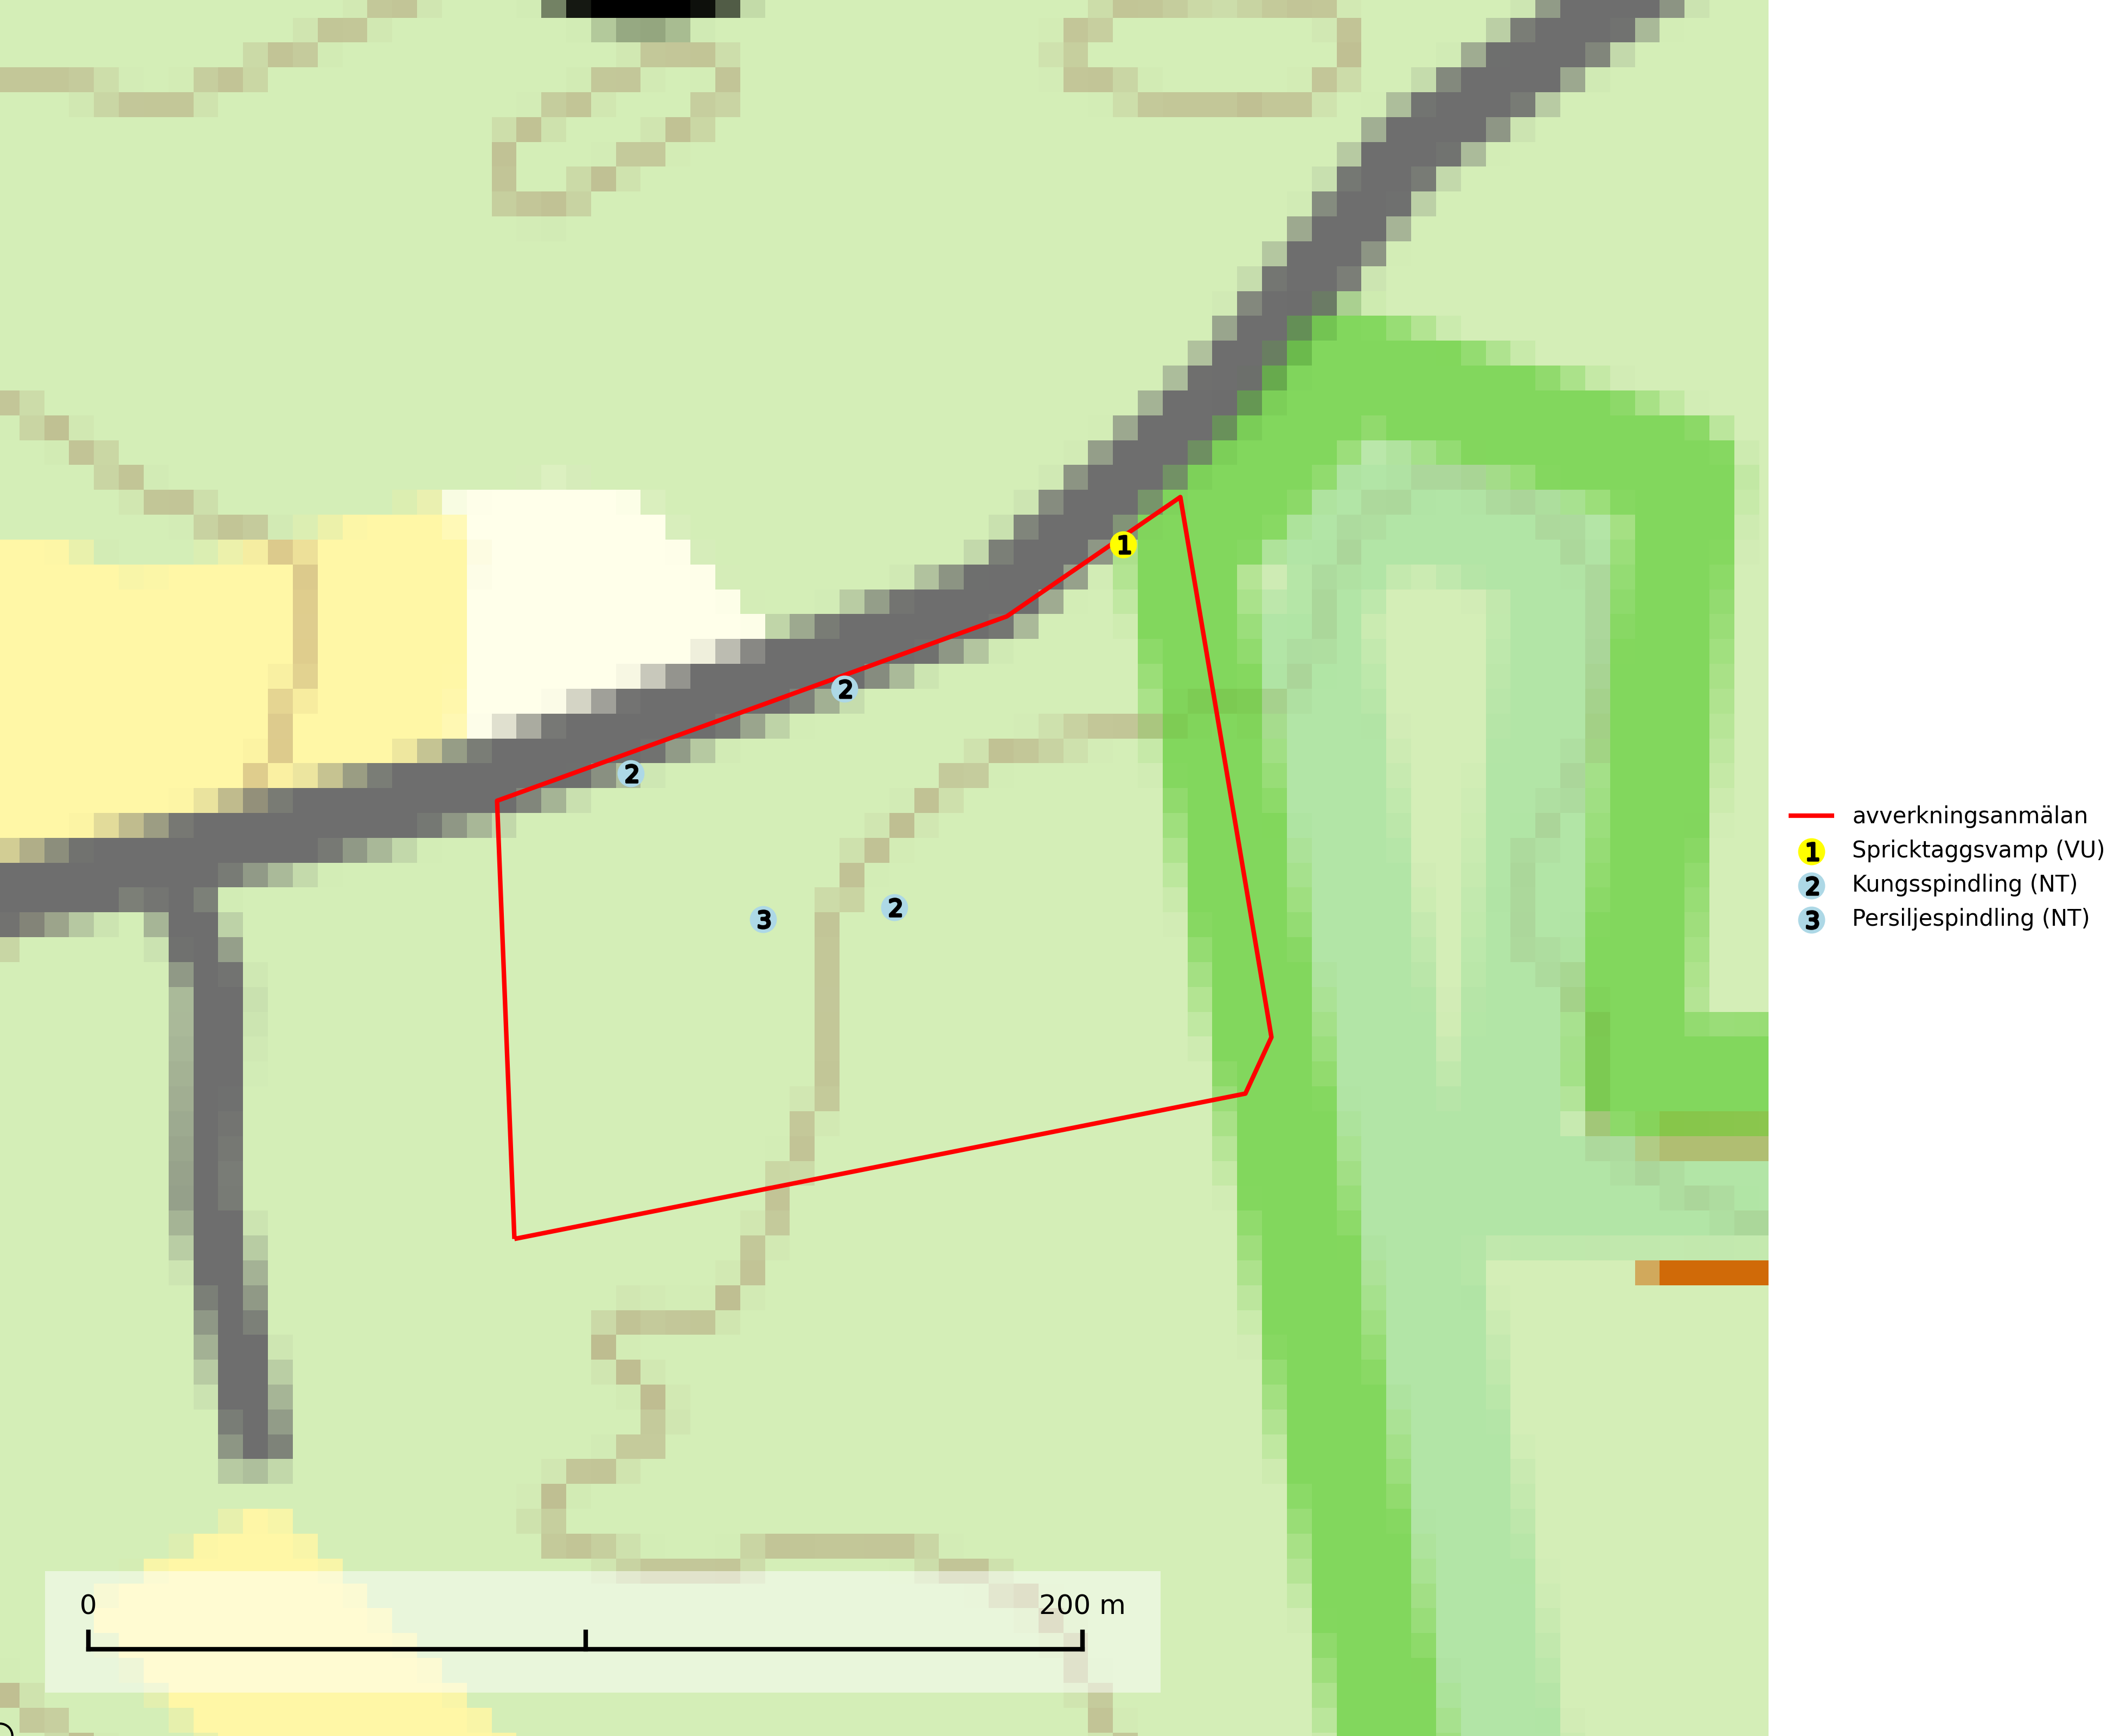 1
2
2
3
2
avverkningsanmälan
1 Spricktaggsvamp (VU)
2 Kungsspindling (NT)
3 Persiljespindling (NT)
0 200 m